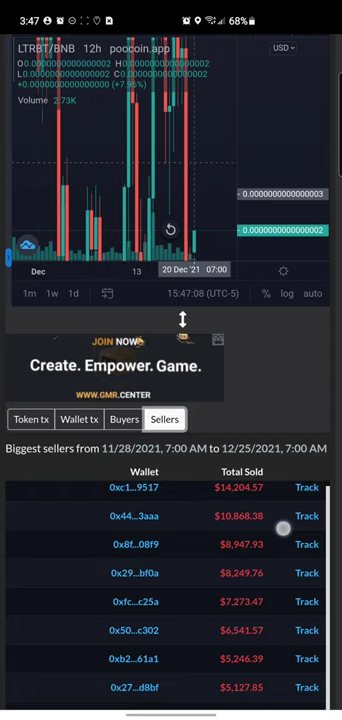 3:47
68%
LTRBT/BNB 12h poocoin.app
USD
O0.0000000000000002 H0.0000000000000002
L0.0000000000000002 C0.0000000000000002
+0.0000000000000000 (+7.96%)
Volume 2.73K
0.000000000000003
0.000000000000002
Dec 13 20 Dec '21 07:00
1m 1w 1d 15:47:08 (UTC-5) % log auto
JOIN NOW
Create. Empower. Game.
WWW.GMR.CENTER
Token tx Wallet tx Buyers Sellers
Biggest sellers from 11/28/2021, 7:00 AM to 12/25/2021, 7:00 AM
Wallet Total Sold
0xc1...9517 $14,204.57 Track
0x44...3aaa $10,868.38 Track
0x8f...08f9 $8,947.93 Track
0x29...bf0a $8,249.76 Track
0xfc...c25a $7,273.47 Track
0x50...c302 $6,541.57 Track
0xb2...61a1 $5,246.39 Track
0x27...d8bf $5,127.85 Track